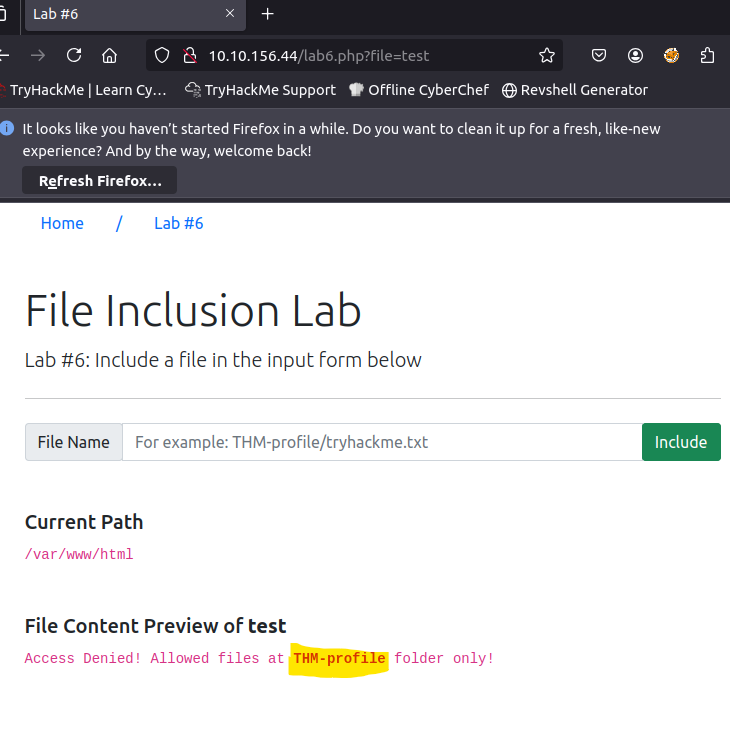 Lab #6
10.10.156.44/lab6.php?file=test
TryHackMe | Learn Cy… TryHackMe Support Offline CyberChef Revshell Generator
It looks like you haven’t started Firefox in a while. Do you want to clean it up for a fresh, like-new
experience? And by the way, welcome back!
Refresh Firefox…
Home / Lab #6
File Inclusion Lab
Lab #6: Include a file in the input form below
File Name For example: THM-profile/tryhackme.txt Include
Current Path
/var/www/html
File Content Preview of test
Access Denied! Allowed files at THM-profile folder only!